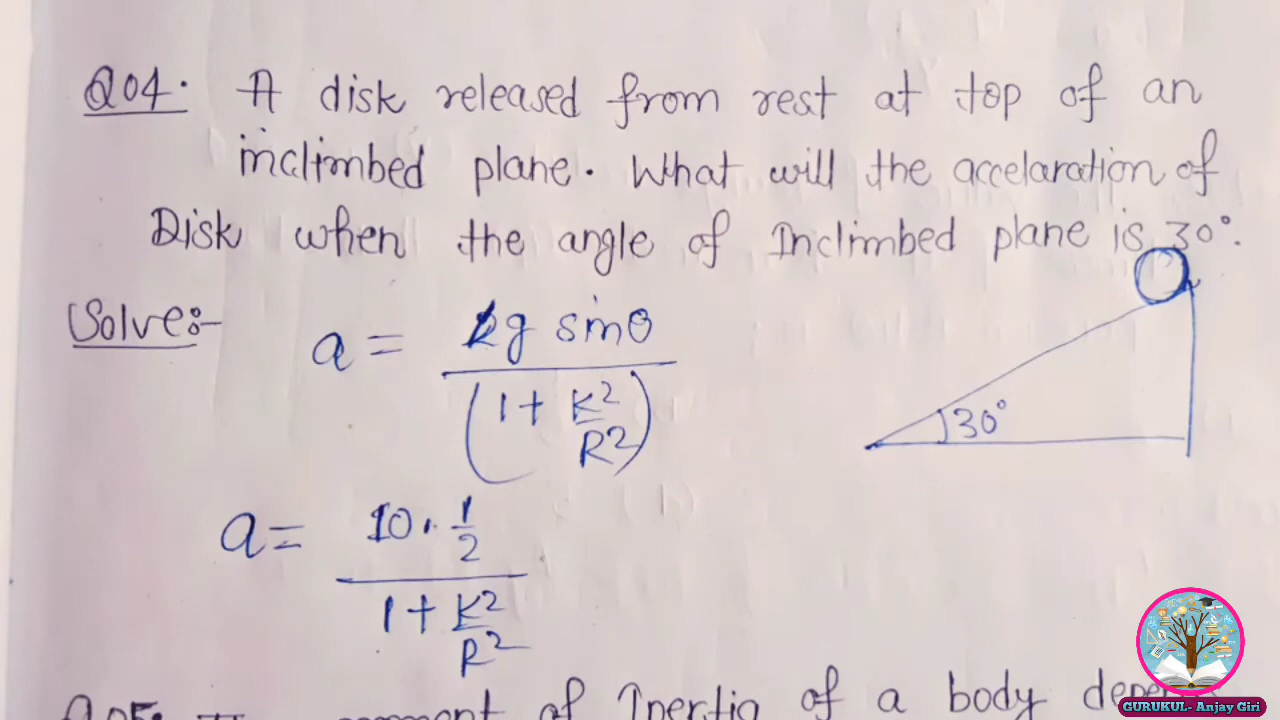 Q04. A disk released from rest at top of an
inclimbed plane. What will the accelaration of
Disk when the angle of Inclimbed plane is 30°.
Solve:-
a = g sinθ / (1 + K²/R²)
30°
a = 10 · 1/2 / 1 + K²/R²
moment of Inertia of a body
GURUKUL- Anjay Giri